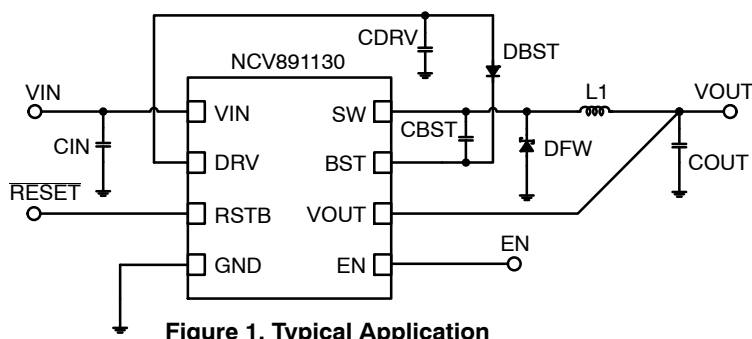 CDRV
DBST
NCV891130
VIN
L1
VOUT
VIN
SW
CBST
CIN
DFW
DRV
BST
COUT
RESET
RSTB
VOUT
EN
GND
EN
Figure 1. Typical Application